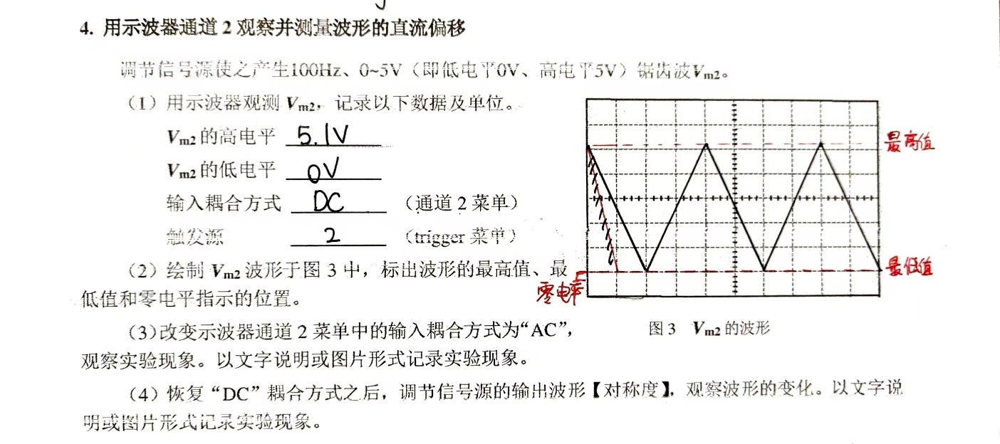 4. 用示波器通道 2 观察并测量波形的直流偏移
调节信号源使之产生100Hz、0~5V（即低电平0V、高电平5V）锯齿波Vm2。
（1）用示波器观测 Vm2，记录以下数据及单位。
Vm2 的高电平 5.1V
Vm2 的低电平 0V
输入耦合方式 DC （通道 2 菜单）
触发源 2 （trigger 菜单）
（2）绘制 Vm2 波形于图 3 中，标出波形的最高值、最
低值和零电平指示的位置。
最高值
最低值
零电平
图 3 Vm2 的波形
（3)改变示波器通道 2 菜单中的输入耦合方式为“AC”，
观察实验现象。以文字说明或图片形式记录实验现象。
（4）恢复“DC”耦合方式之后，调节信号源的输出波形【对称度】，观察波形的变化。以文字说
明或图片形式记录实验现象。